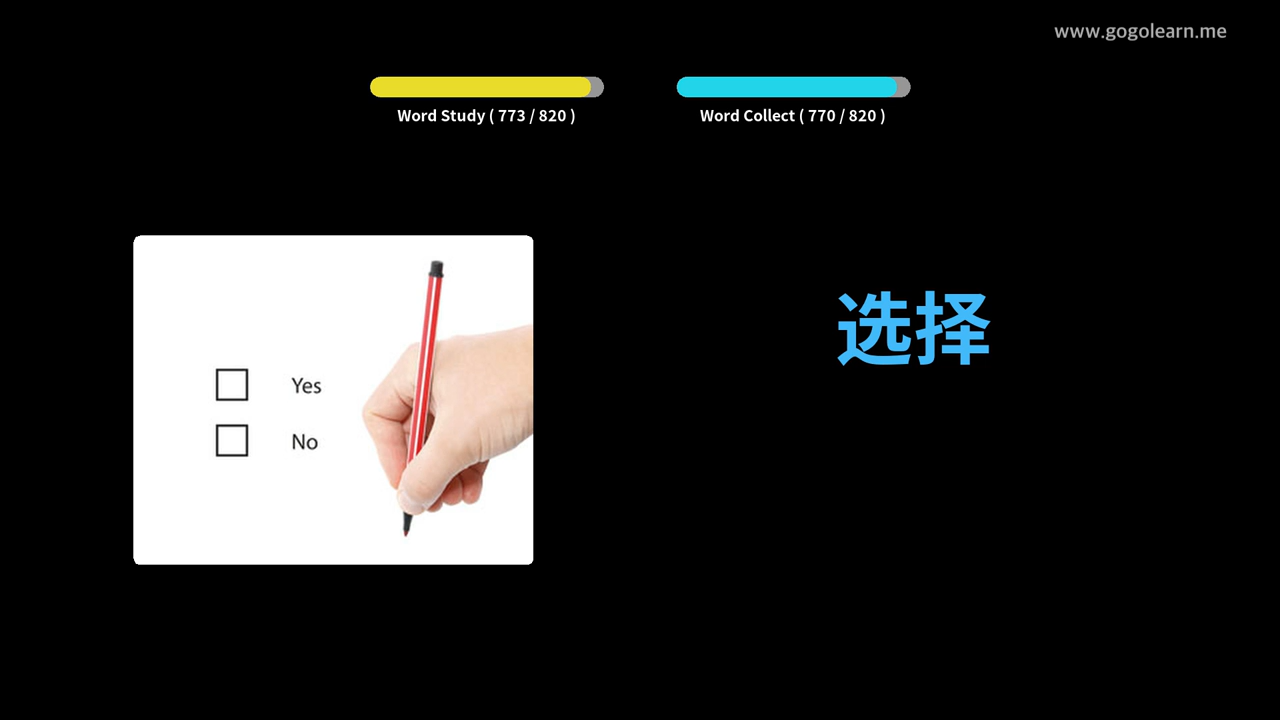 www.gogolearn.me
Word Study ( 773 / 820 )
Word Collect ( 770 / 820 )
选择
Yes
No